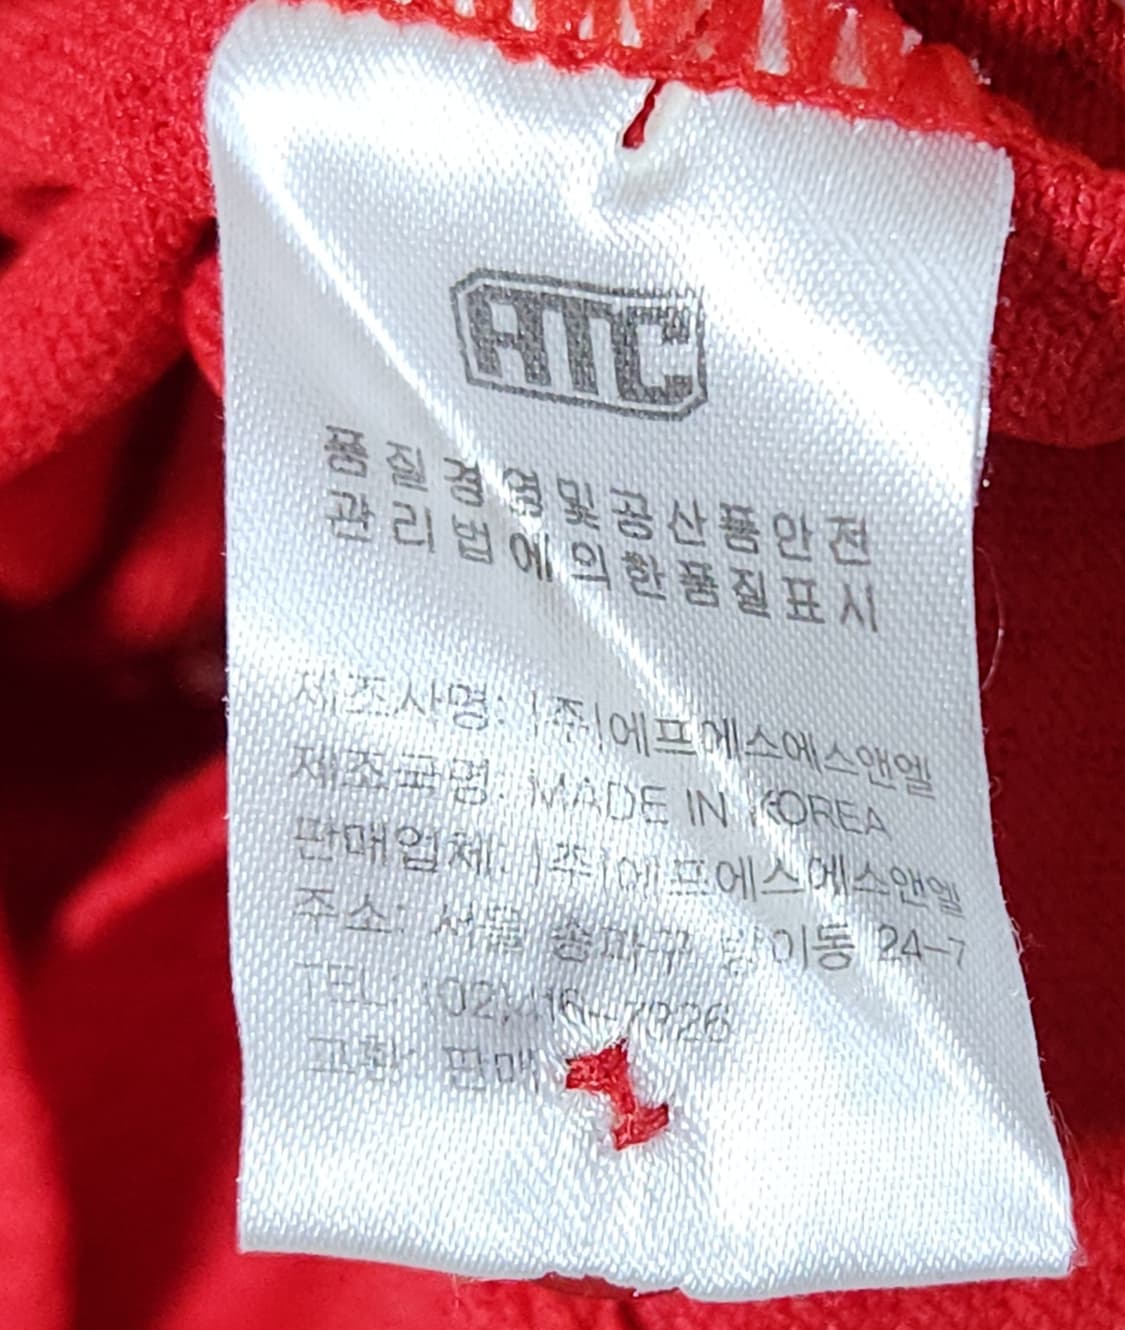 ATC
품질경영및공산품안전
관리법에의한품질표시
제조사명: (주)에프에스에스앤엘
제조국명: MADE IN KOREA
판매업체: (주)에프에스에스앤엘
주소: 서울 송파구 방이동 24-7
TEL: (02)416-7326
교환: 판매